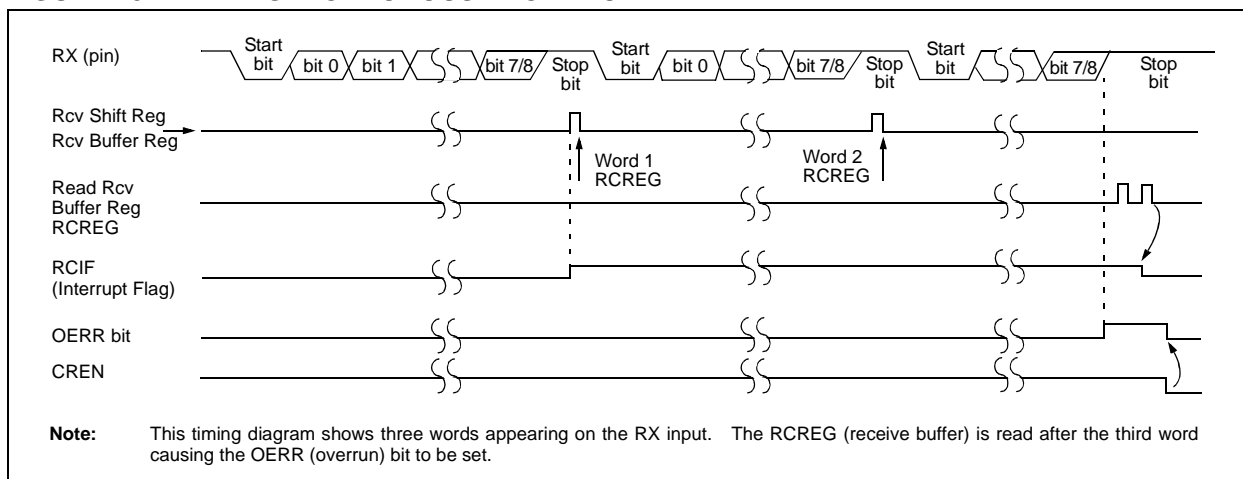 RX (pin)
Start bit
bit 0
bit 1
bit 7/8
Stop bit
Start bit
bit 0
bit 7/8
Stop bit
Start bit
bit 7/8
Stop bit
Rcv Shift Reg
Rcv Buffer Reg
Word 1
RCREG
Word 2
RCREG
Read Rcv
Buffer Reg
RCREG
RCIF
(Interrupt Flag)
OERR bit
CREN
Note: This timing diagram shows three words appearing on the RX input. The RCREG (receive buffer) is read after the third word
causing the OERR (overrun) bit to be set.